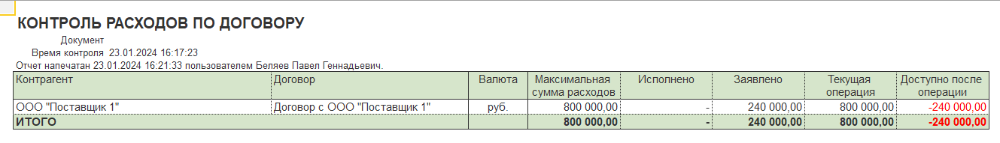 КОНТРОЛЬ РАСХОДОВ ПО ДОГОВОРУ
Документ
Время контроля 23.01.2024 16:17:23
Отчет напечатан 23.01.2024 16:21:33 пользователем Беляев Павел Геннадьевич.
Контрагент Договор Валюта Максимальная сумма расходов Исполнено Заявлено Текущая операция Доступно после операции
ООО "Поставщик 1" Договор с ООО "Поставщик 1" руб. 800 000,00 - 240 000,00 800 000,00 -240 000,00
ИТОГО 800 000,00 - 240 000,00 800 000,00 -240 000,00